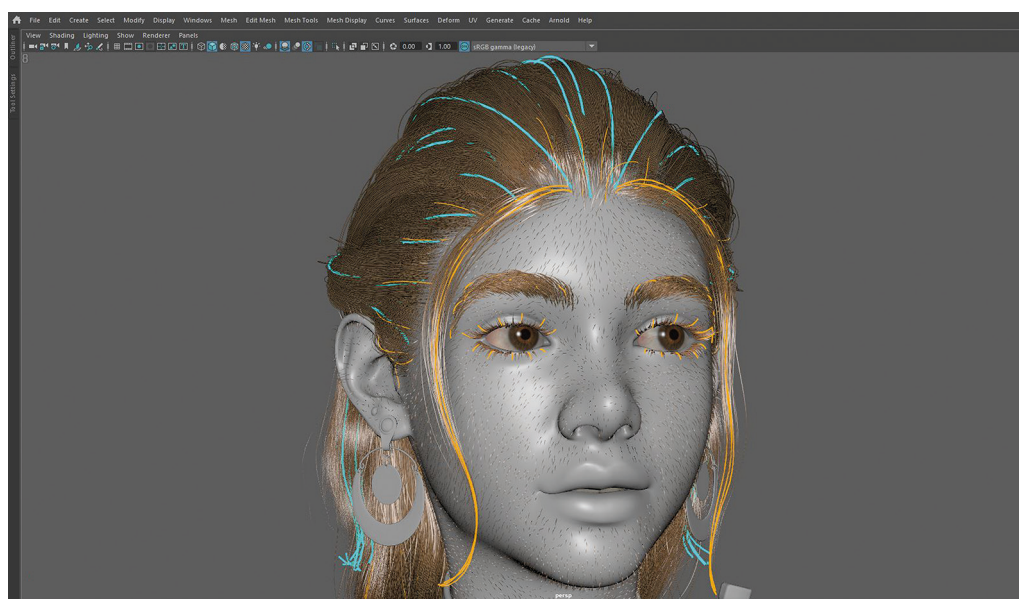 File Edit Create Select Modify Display Windows Mesh Edit Mesh Mesh Tools Mesh Display Curves Surfaces Deform UV Generate Cache Arnold Help
View Shading Lighting Show Renderer Panels
0.00 1.00 sRGB gamma (legacy)
Outliner
Tool Settings
persp